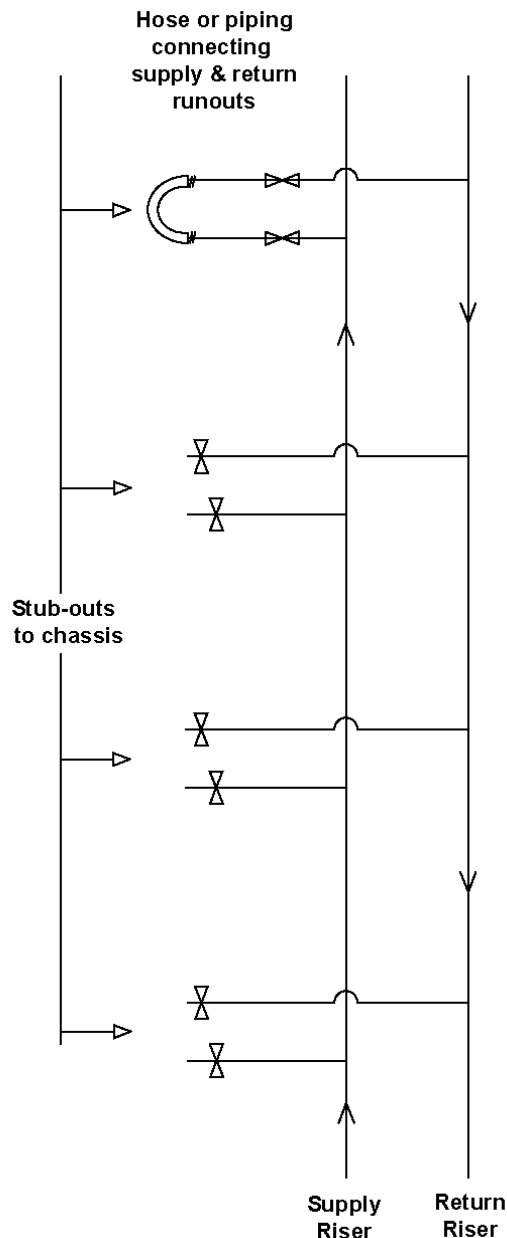 Hose or piping
connecting
supply & return
runouts
Stub-outs
to chassis
Supply
Riser
Return
Riser